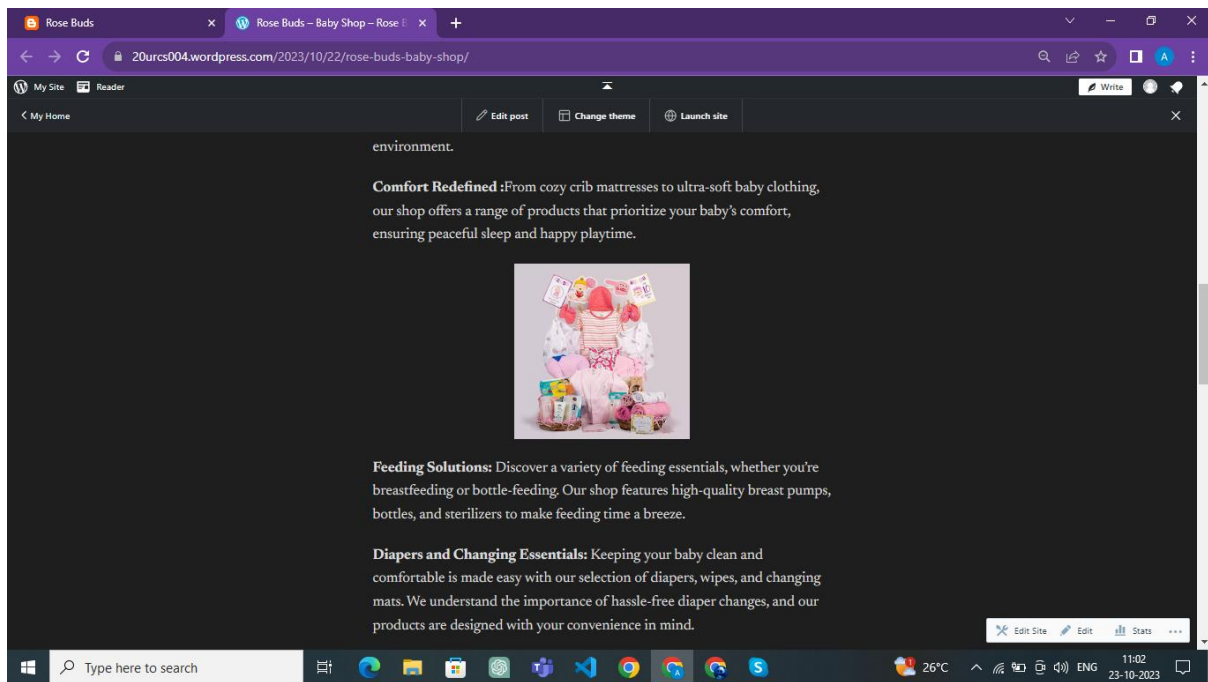 Rose Buds
Rose Buds – Baby Shop – Rose B
20urcs004.wordpress.com/2023/10/22/rose-buds-baby-shop/
My Site
Reader
Write
My Home
Edit post
Change theme
Launch site
environment.
Comfort Redefined :From cozy crib mattresses to ultra-soft baby clothing,
our shop offers a range of products that prioritize your baby’s comfort,
ensuring peaceful sleep and happy playtime.
Feeding Solutions: Discover a variety of feeding essentials, whether you’re
breastfeeding or bottle-feeding. Our shop features high-quality breast pumps,
bottles, and sterilizers to make feeding time a breeze.
Diapers and Changing Essentials: Keeping your baby clean and
comfortable is made easy with our selection of diapers, wipes, and changing
mats. We understand the importance of hassle-free diaper changes, and our
products are designed with your convenience in mind.
Edit Site
Edit
Stats
Type here to search
26°C
ENG
11:02
23-10-2023